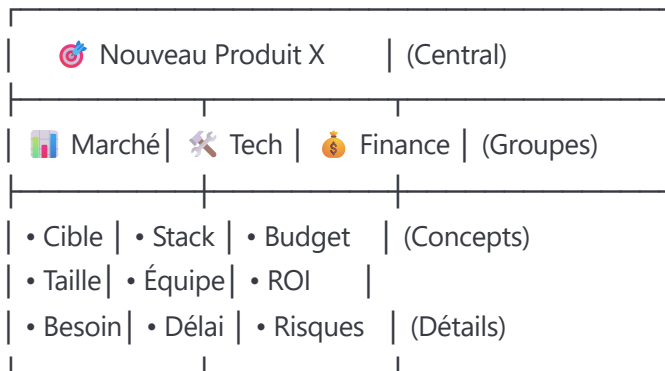 🎯 Nouveau Produit X │ (Central)
│ 📊 Marché│ 🛠️ Tech │ 💰 Finance │ (Groupes)
│ • Cible │ • Stack │ • Budget │ (Concepts)
│ • Taille│ • Équipe│ • ROI │
│ • Besoin│ • Délai │ • Risques │ (Détails)